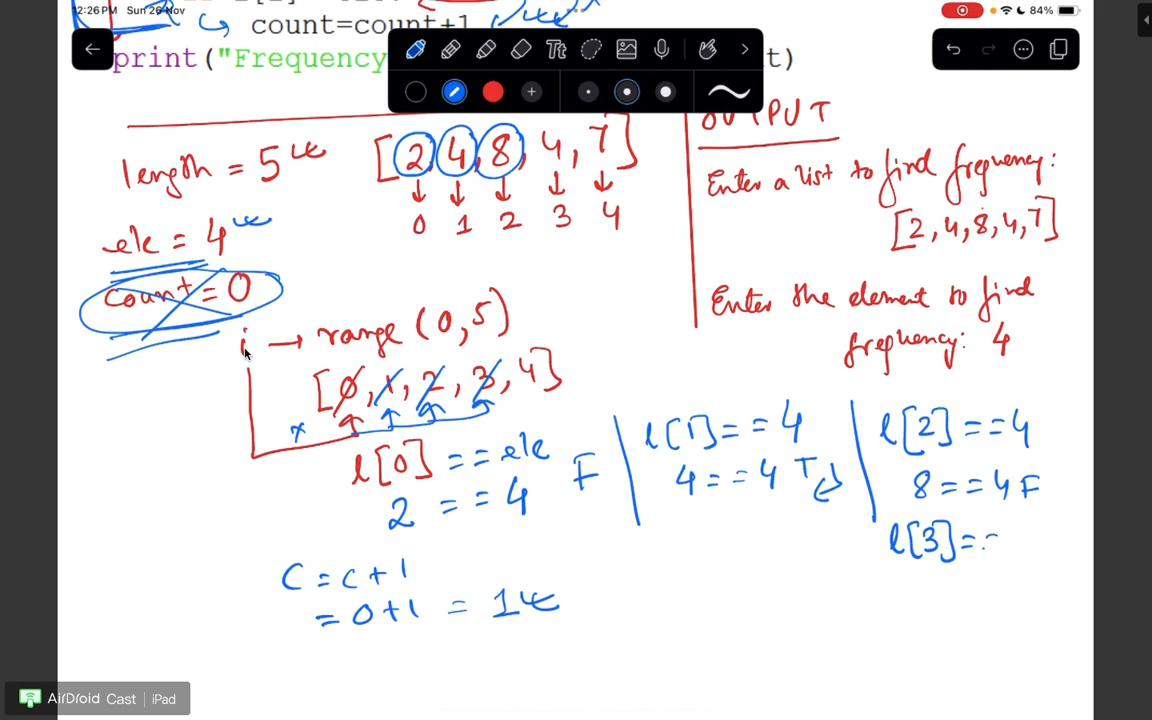 12:26 PM Sun 26 Nov
84%
count=count+1
print("Frequency
t)
Tt
OUTPUT
length = 5
[2, 4, 8, 4, 7]
0 1 2 3 4
Enter a list to find frequency:
[2, 4, 8, 4, 7]
ele = 4
count = 0
Enter the element to find
frequency: 4
i → range (0, 5)
[0, 1, 2, 3, 4]
l[0] == ele F
2 == 4
l[1] == 4
4 == 4 T
l[2] == 4
8 == 4 F
l[3] ==
C = C + 1
= 0 + 1 = 1
AirDroid Cast | iPad